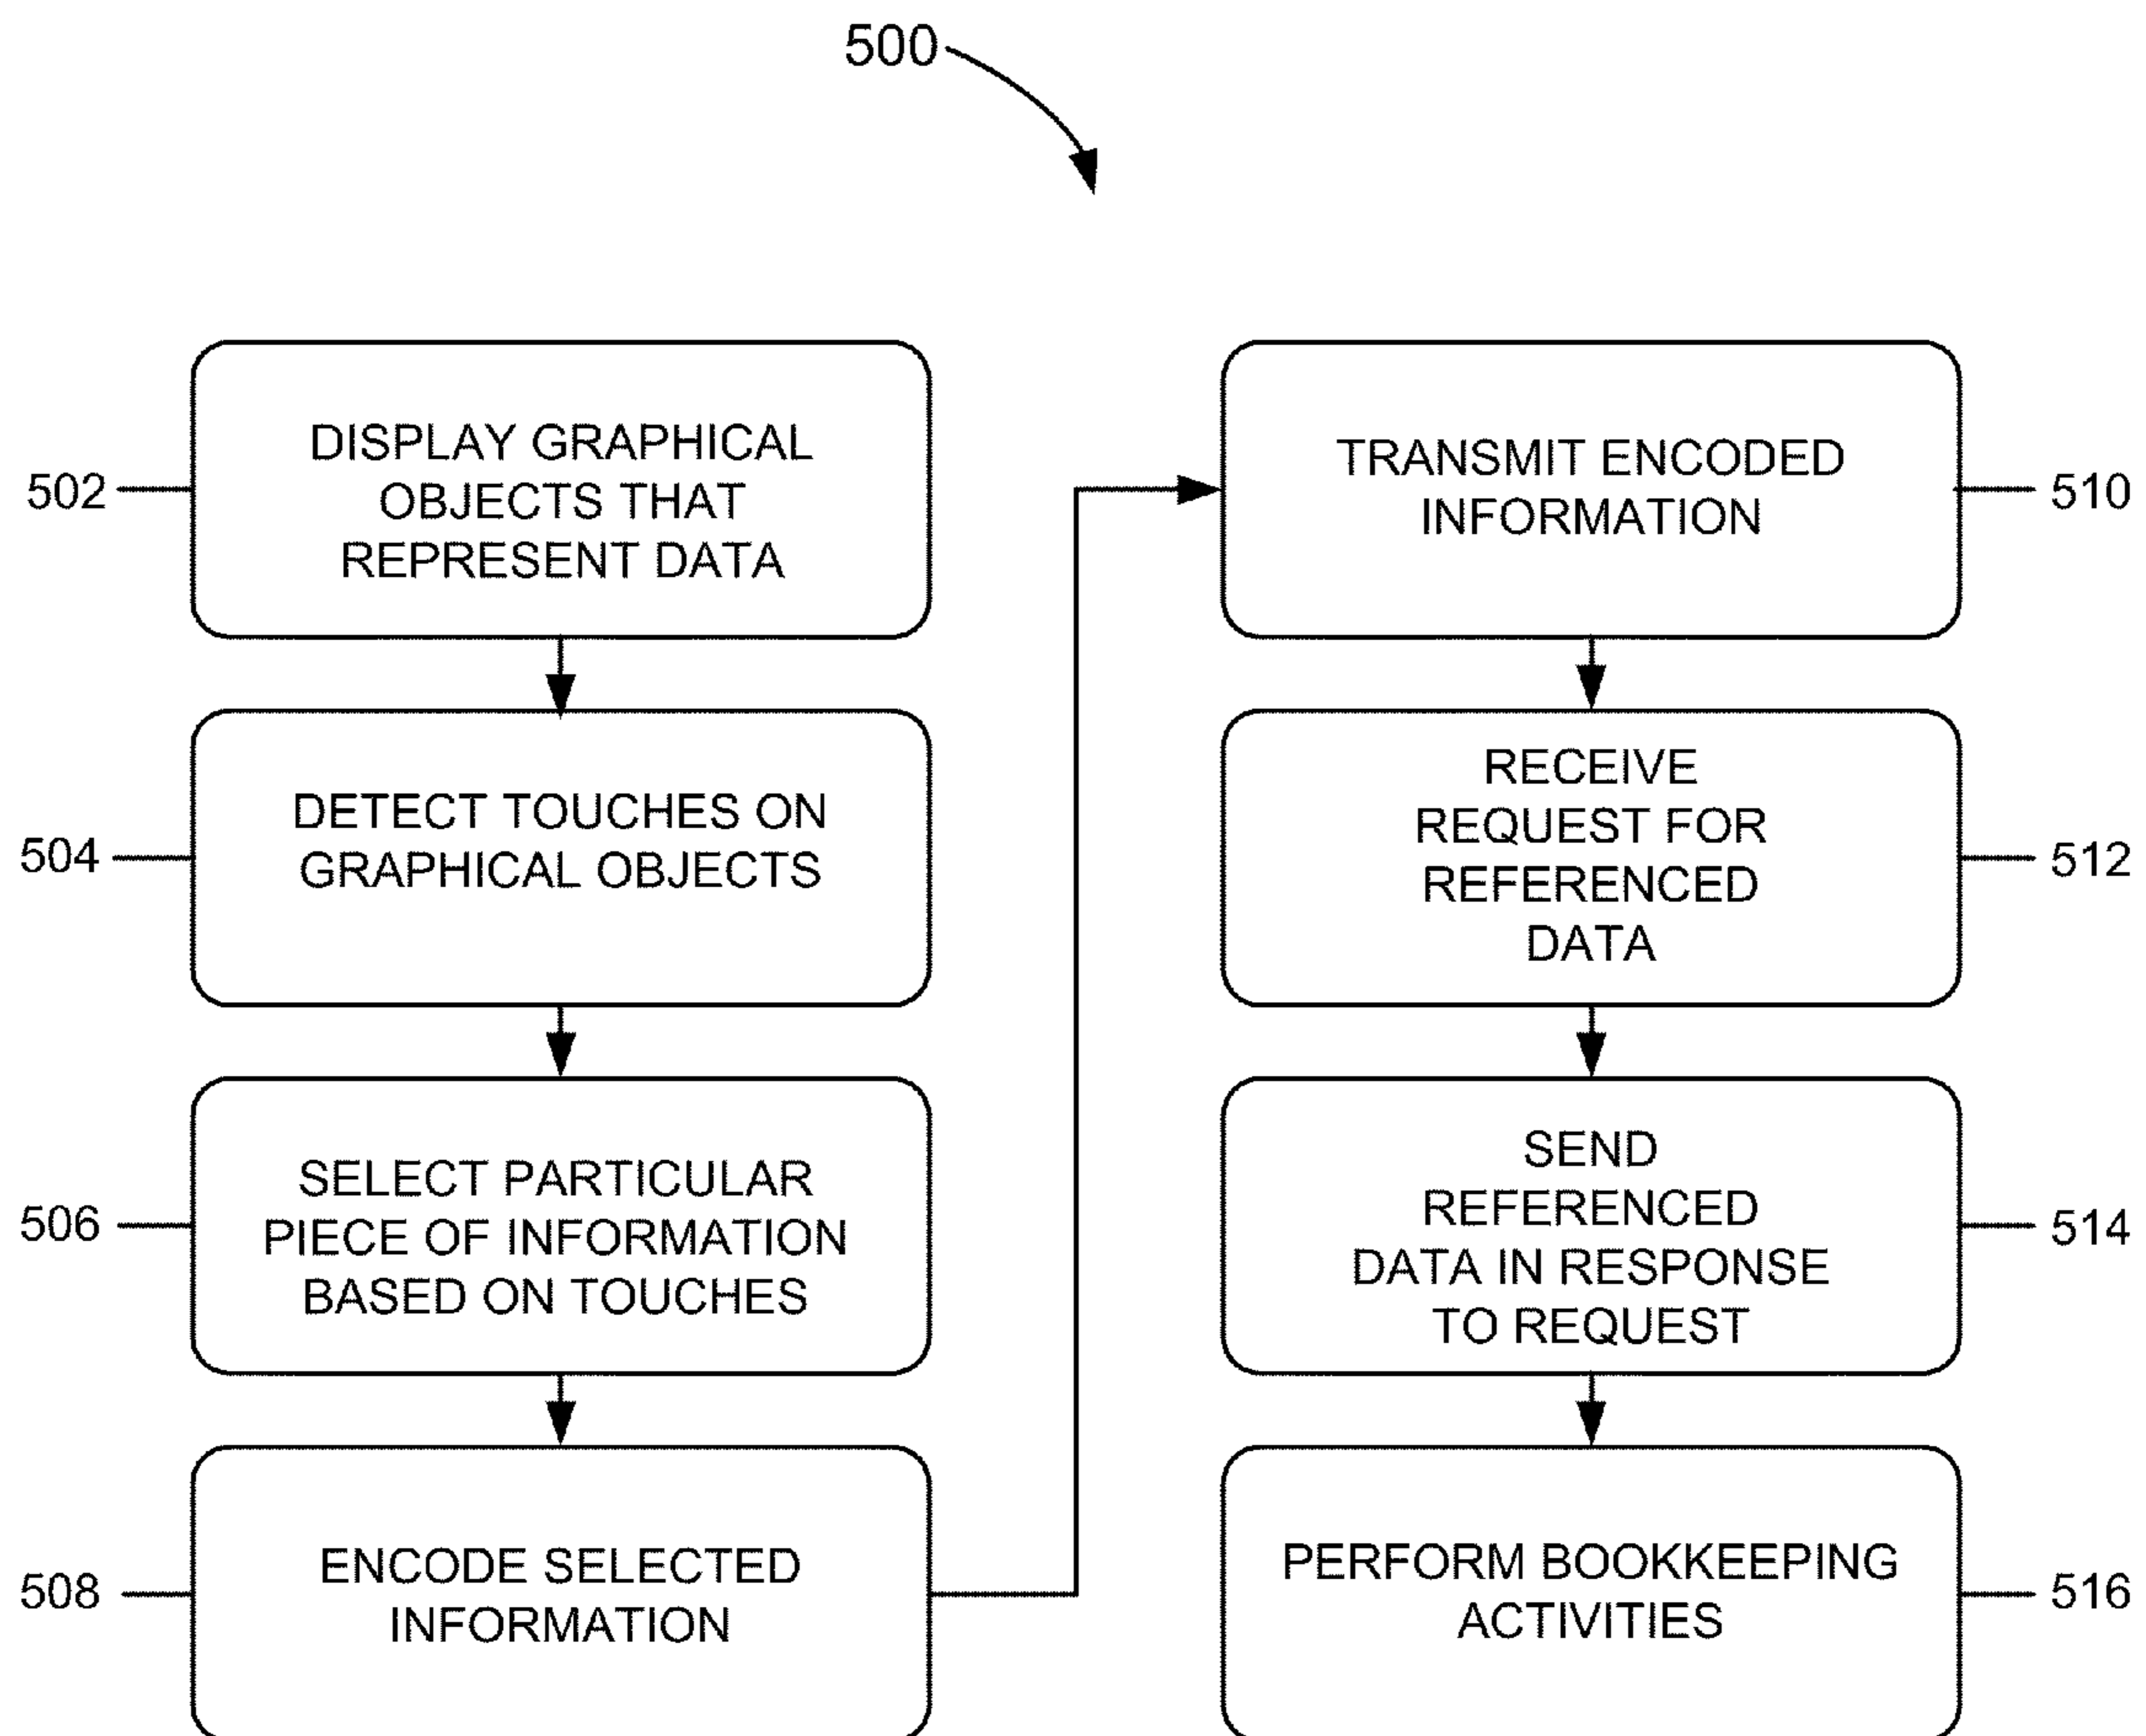 500
502
DISPLAY GRAPHICAL
OBJECTS THAT
REPRESENT DATA
504
DETECT TOUCHES ON
GRAPHICAL OBJECTS
506
SELECT PARTICULAR
PIECE OF INFORMATION
BASED ON TOUCHES
508
ENCODE SELECTED
INFORMATION
TRANSMIT ENCODED
INFORMATION
510
RECEIVE
REQUEST FOR
REFERENCED
DATA
512
SEND
REFERENCED
DATA IN RESPONSE
TO REQUEST
514
PERFORM BOOKKEEPING
ACTIVITIES
516